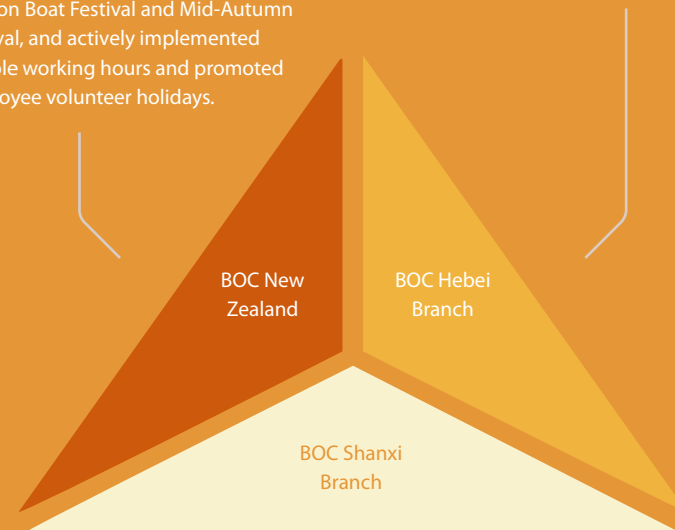 on Boat Festival and Mid-Autumn
val, and actively implemented
ble working hours and promoted
oyee volunteer holidays.
BOC New
Zealand
BOC Hebei
Branch
BOC Shanxi
Branch